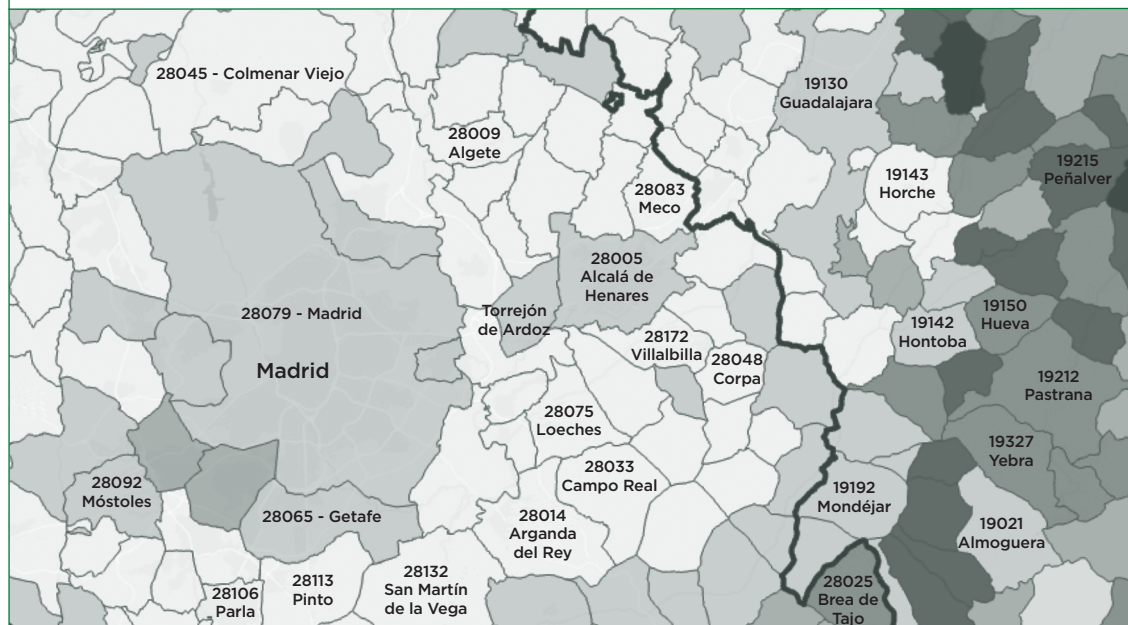 28045 - Colmenar Viejo
19130
Guadalajara
28009
Algete
19143
Horche
19215
Peñalver
28083
Meco
28005
Alcalá de
Henares
28079 - Madrid
Torrejón
de Ardoz
19150
Hueva
19142
Hontoba
28172
Villalbilla
28048
Corpa
Madrid
19212
Pastrana
28075
Loeches
19327
Yebra
28033
Campo Real
28092
Móstoles
19192
Mondéjar
28065 - Getafe
28014
Arganda
del Rey
19021
Almoguera
28106
Parla
28113
Pinto
28132
San Martín
de la Vega
28025
Brea de
Tajo